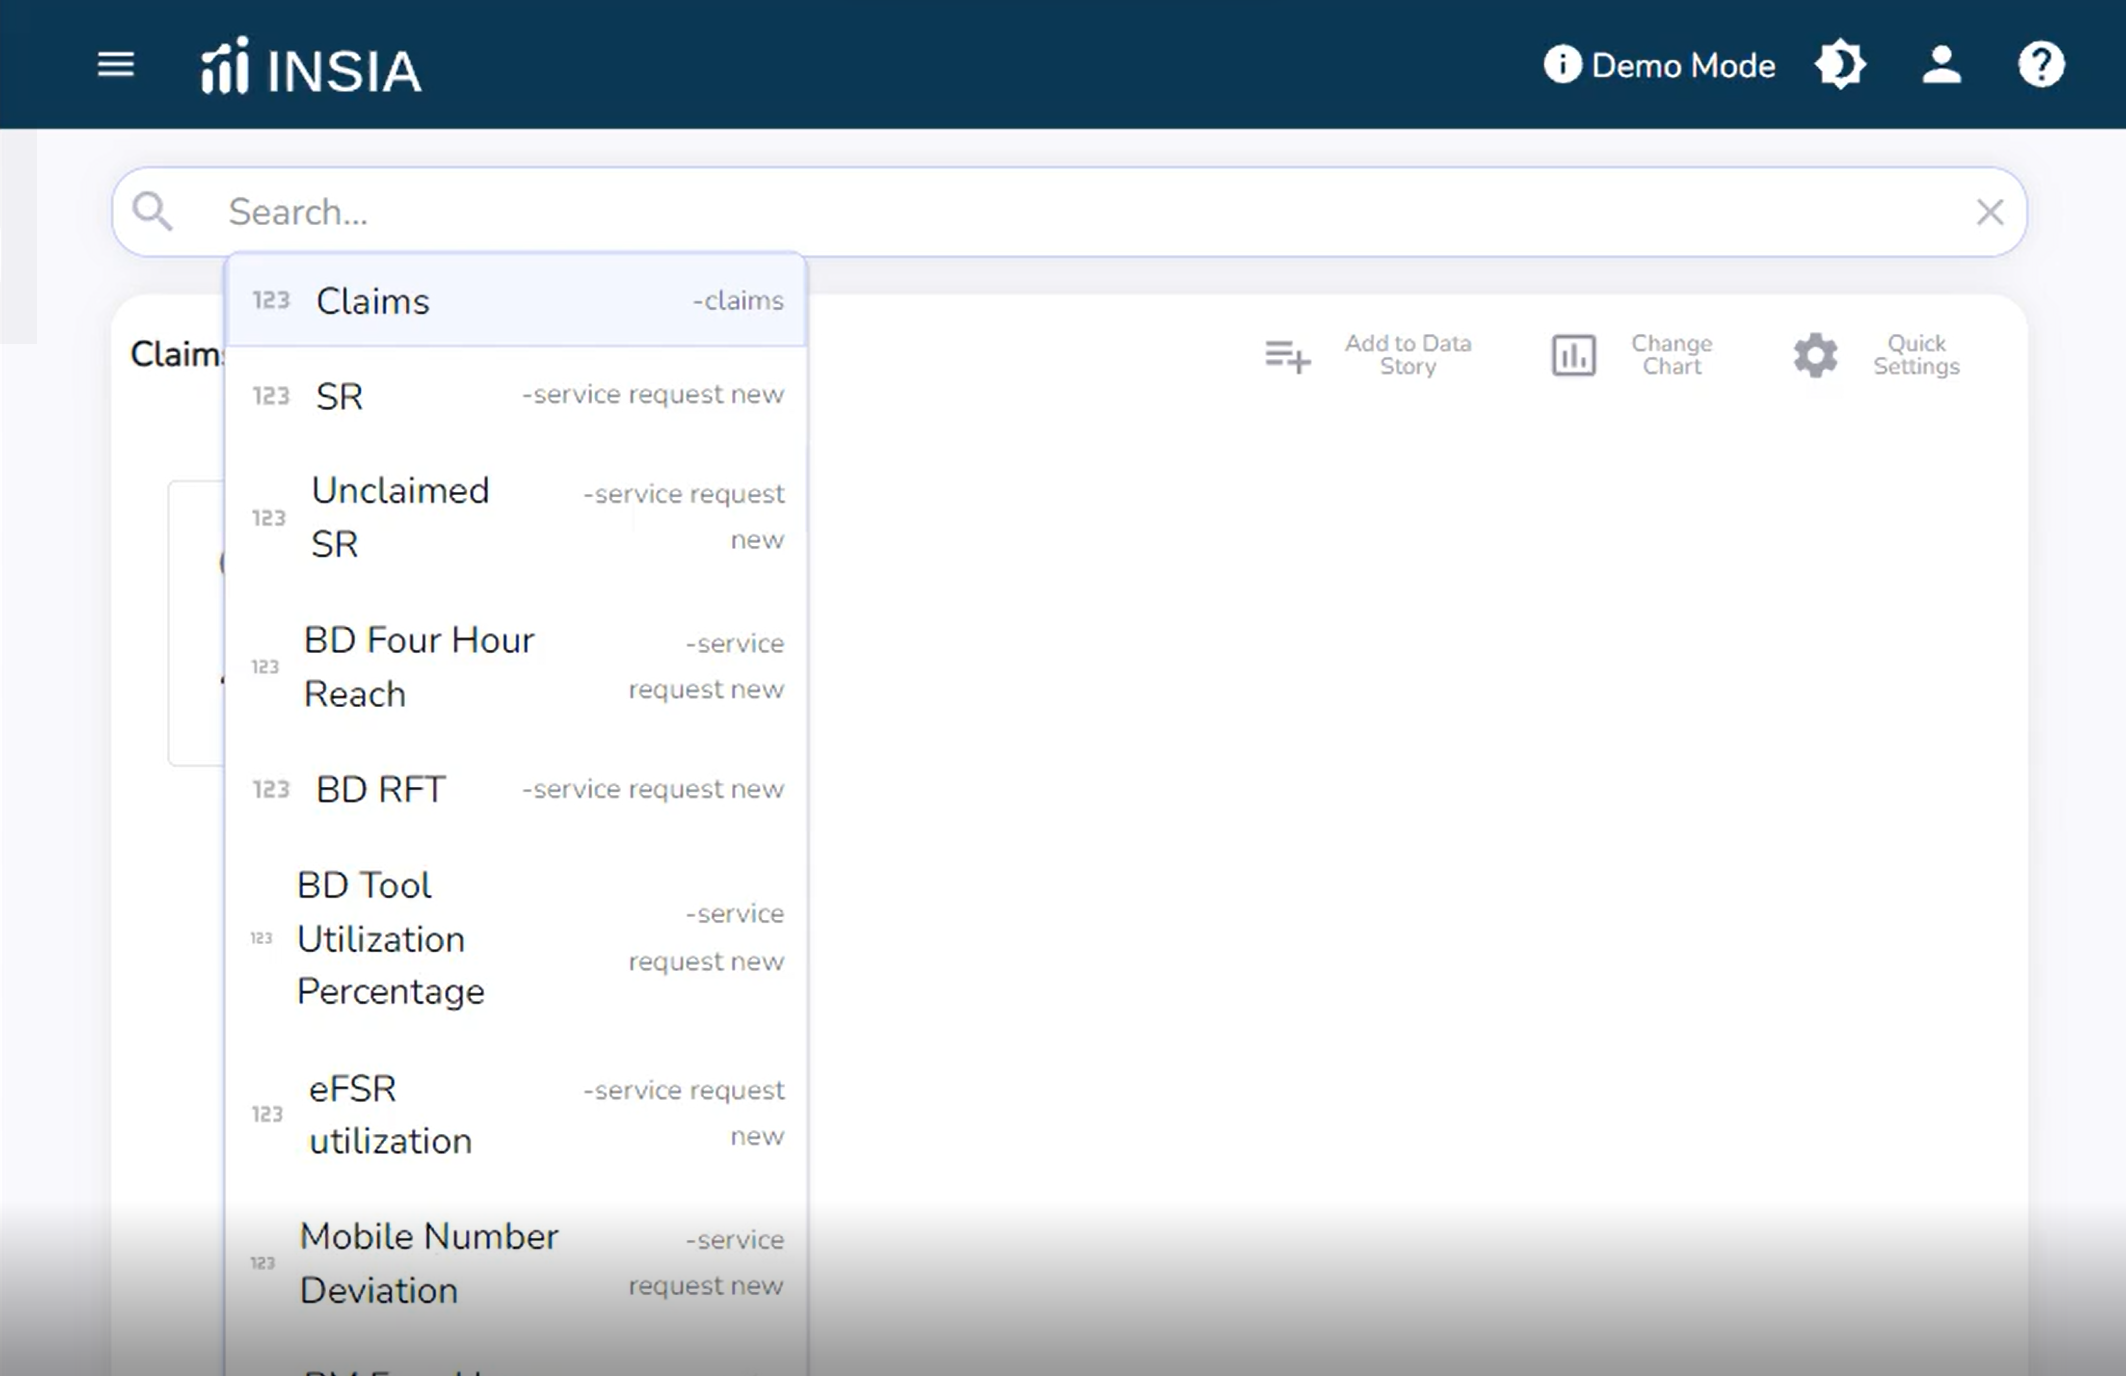 INSIA
Demo Mode
Search...
123 Claims -claims
Claims
Add to Data
Story
Change
Chart
Quick
Settings
123 SR -service request new
123 Unclaimed
SR
-service request
new
123 BD Four Hour
Reach
-service
request new
123 BD RFT -service request new
123 BD Tool
Utilization
Percentage
-service
request new
123 eFSR
utilization
-service request
new
123 Mobile Number
Deviation
-service
request new